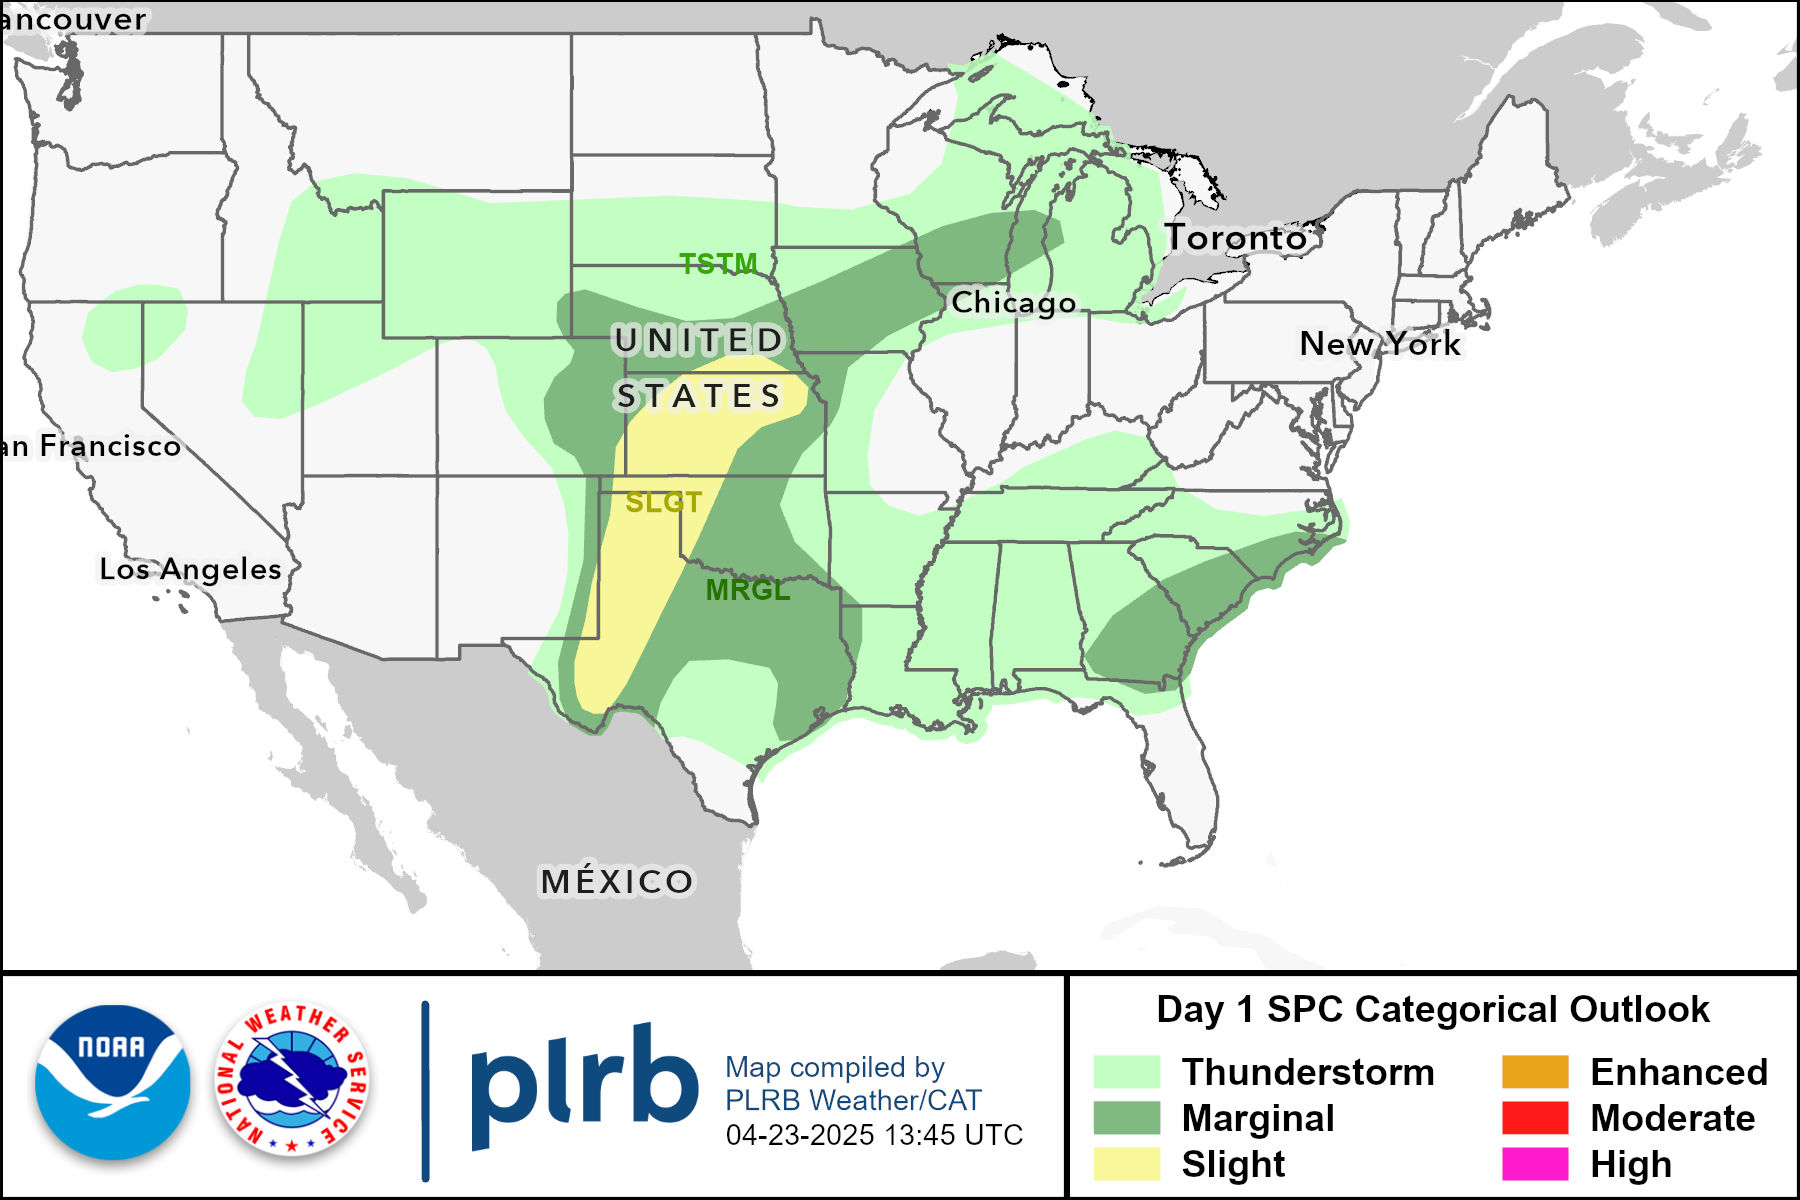 ancouver
Toronto
TSTM
Chicago
UNITED
New York
STATES
an Francisco
SLGT
Los Angeles
MRGL
MÉXICO
NOAA
NATIONAL WEATHER SERVICE
plrb
Map compiled by
PLRB Weather/CAT
04-23-2025 13:45 UTC
Day 1 SPC Categorical Outlook
Thunderstorm
Marginal
Slight
Enhanced
Moderate
High